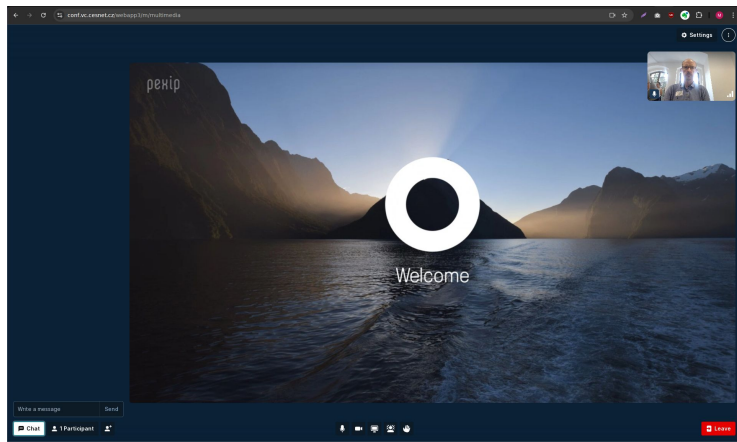 conf.vc.cesnet.cz/webapp3/m/multimedia
Settings
pexip
Welcome
Write a message Send
Chat 1 Participant
Leave